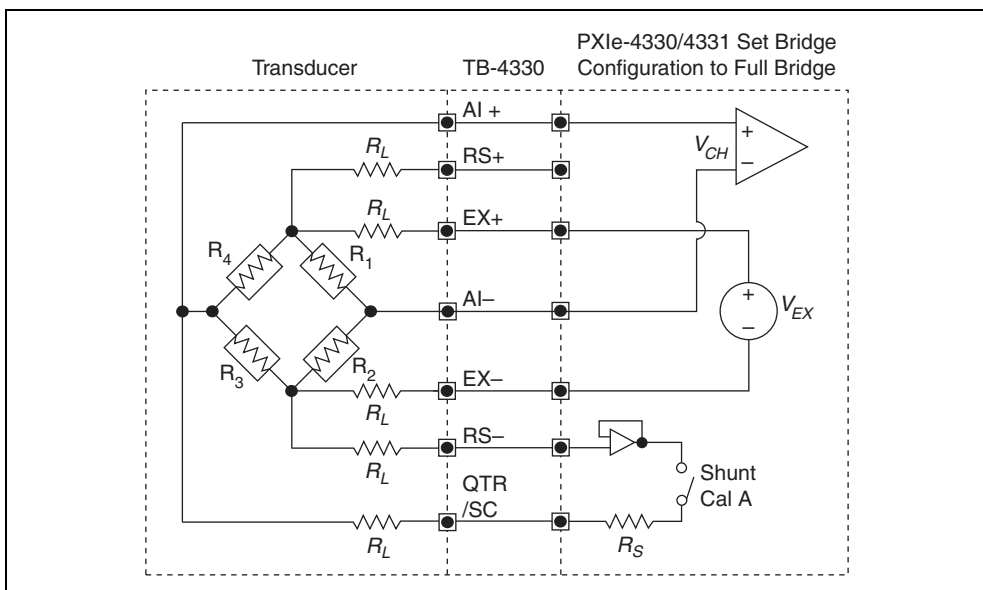 Transducer
TB-4330
PXIe-4330/4331 Set Bridge
Configuration to Full Bridge
AI +
RS+
EX+
AI–
EX–
RS–
QTR
/SC
R_L
R_L
R_4
R_1
R_3
R_2
R_L
R_L
R_L
V_CH
+
–
+
–
V_EX
Shunt
Cal A
R_S